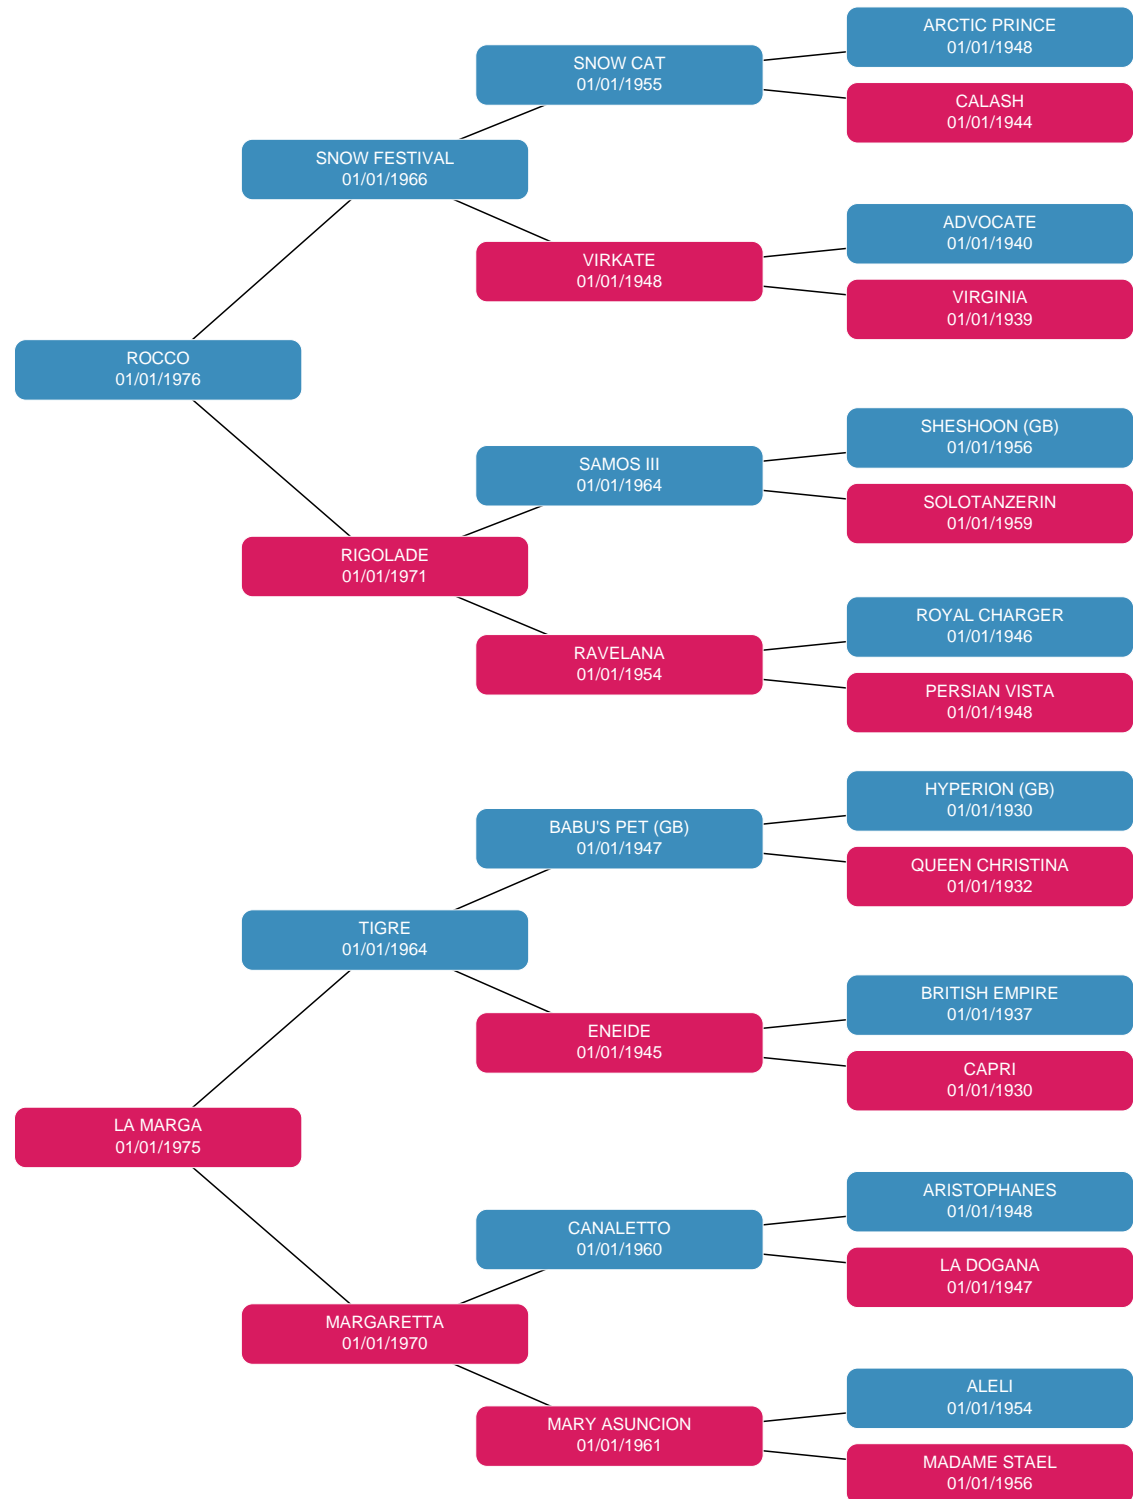 ARCTIC PRINCE
01/01/1948
SNOW CAT
01/01/1955
CALASH
01/01/1944
SNOW FESTIVAL
01/01/1966
ADVOCATE
01/01/1940
VIRKATE
01/01/1948
VIRGINIA
01/01/1939
ROCCO
01/01/1976
SHESHOON (GB)
01/01/1956
SAMOS III
01/01/1964
SOLOTANZERIN
01/01/1959
RIGOLADE
01/01/1971
ROYAL CHARGER
01/01/1946
RAVELANA
01/01/1954
PERSIAN VISTA
01/01/1948
HYPERION (GB)
01/01/1930
BABU'S PET (GB)
01/01/1947
QUEEN CHRISTINA
01/01/1932
TIGRE
01/01/1964
BRITISH EMPIRE
01/01/1937
ENEIDE
01/01/1945
CAPRI
01/01/1930
LA MARGA
01/01/1975
ARISTOPHANES
01/01/1948
CANALETTO
01/01/1960
LA DOGANA
01/01/1947
MARGARETTA
01/01/1970
ALELI
01/01/1954
MARY ASUNCION
01/01/1961
MADAME STAEL
01/01/1956